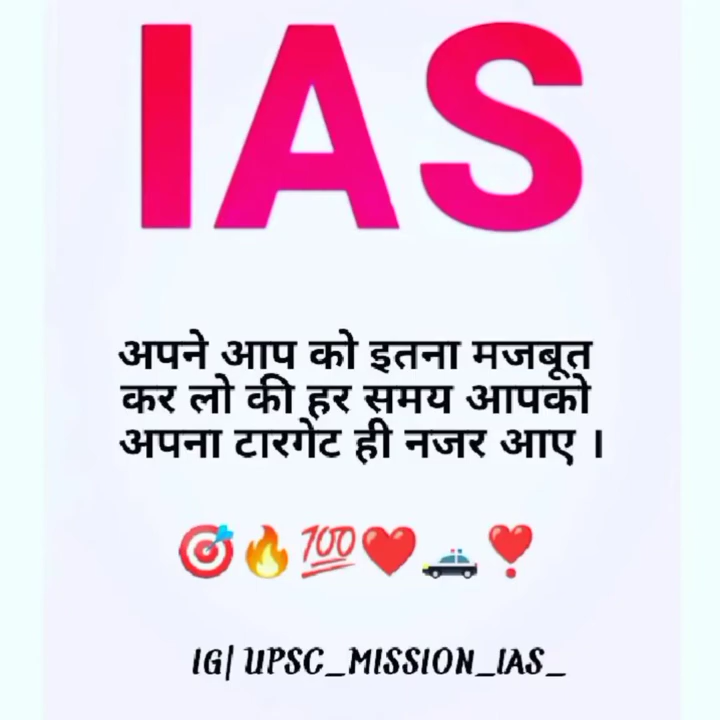 IAS
अपने आप को इतना मजबूत
कर लो की हर समय आपको
अपना टारगेट ही नजर आए ।
🎯🔥💯❤️🚓❣️
IG| UPSC_MISSION_IAS_